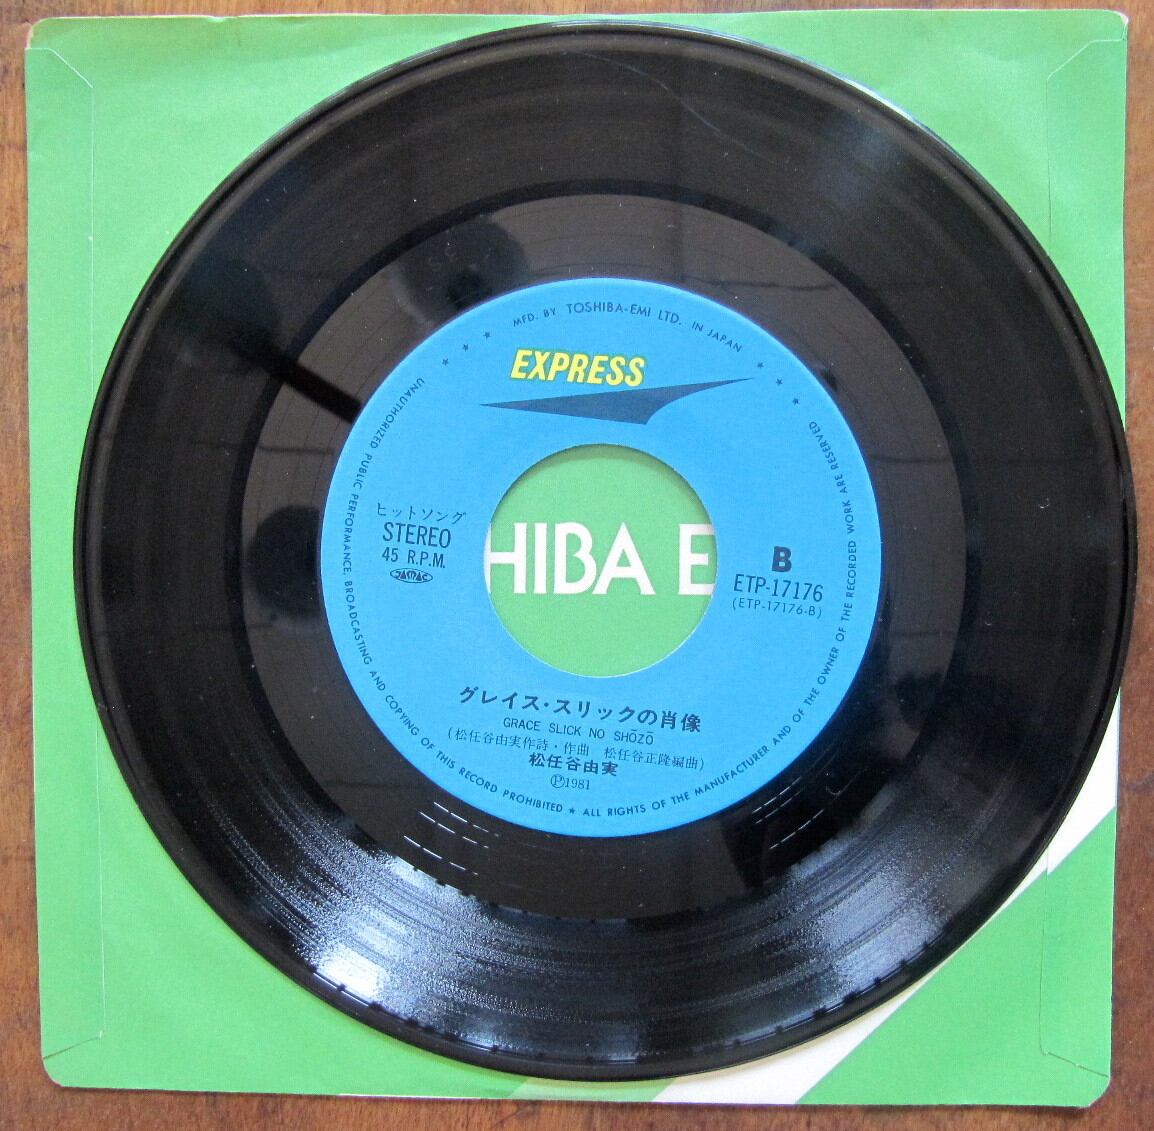 MFD. BY TOSHIBA-EMI LTD. IN JAPAN
EXPRESS
ヒットソング
STEREO
45 R.P.M.
JASRAC
HIBA E
B
ETP-17176
(ETP-17176-B)
グレイス・スリックの肖像
GRACE SLICK NO SHŌZŌ
(松任谷由実作詩・作曲 松任谷正隆編曲)
松任谷由実
Ⓟ1981
UNAUTHORIZED PUBLIC PERFORMANCE, BROADCASTING AND COPYING OF THIS RECORD PROHIBITED ★ ALL RIGHTS OF THE MANUFACTURER AND OF THE OWNER OF THE RECORDED WORK ARE RESERVED